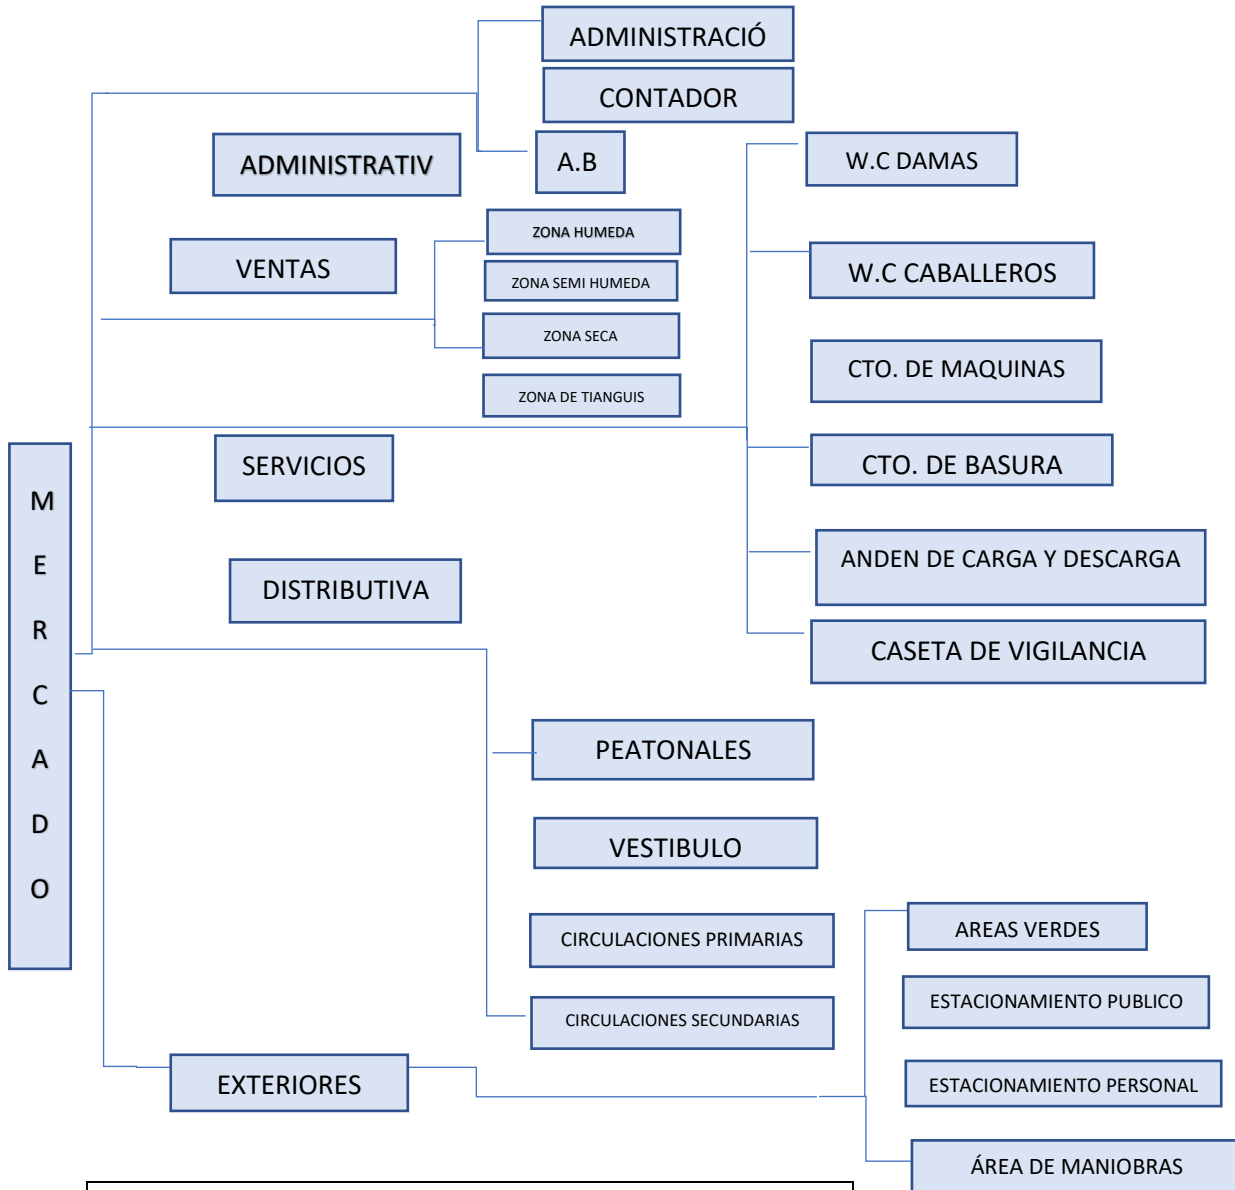 ADMINISTRACIÓ
CONTADOR
ADMINISTRATIV
A.B
W.C DAMAS
ZONA HUMEDA
VENTAS
ZONA SEMI HUMEDA
W.C CABALLEROS
ZONA SECA
CTO. DE MAQUINAS
ZONA DE TIANGUIS
SERVICIOS
CTO. DE BASURA
MERCADO
ANDEN DE CARGA Y DESCARGA
DISTRIBUTIVA
CASETA DE VIGILANCIA
PEATONALES
VESTIBULO
CIRCULACIONES PRIMARIAS
AREAS VERDES
CIRCULACIONES SECUNDARIAS
ESTACIONAMIENTO PUBLICO
EXTERIORES
ESTACIONAMIENTO PERSONAL
ÁREA DE MANIOBRAS